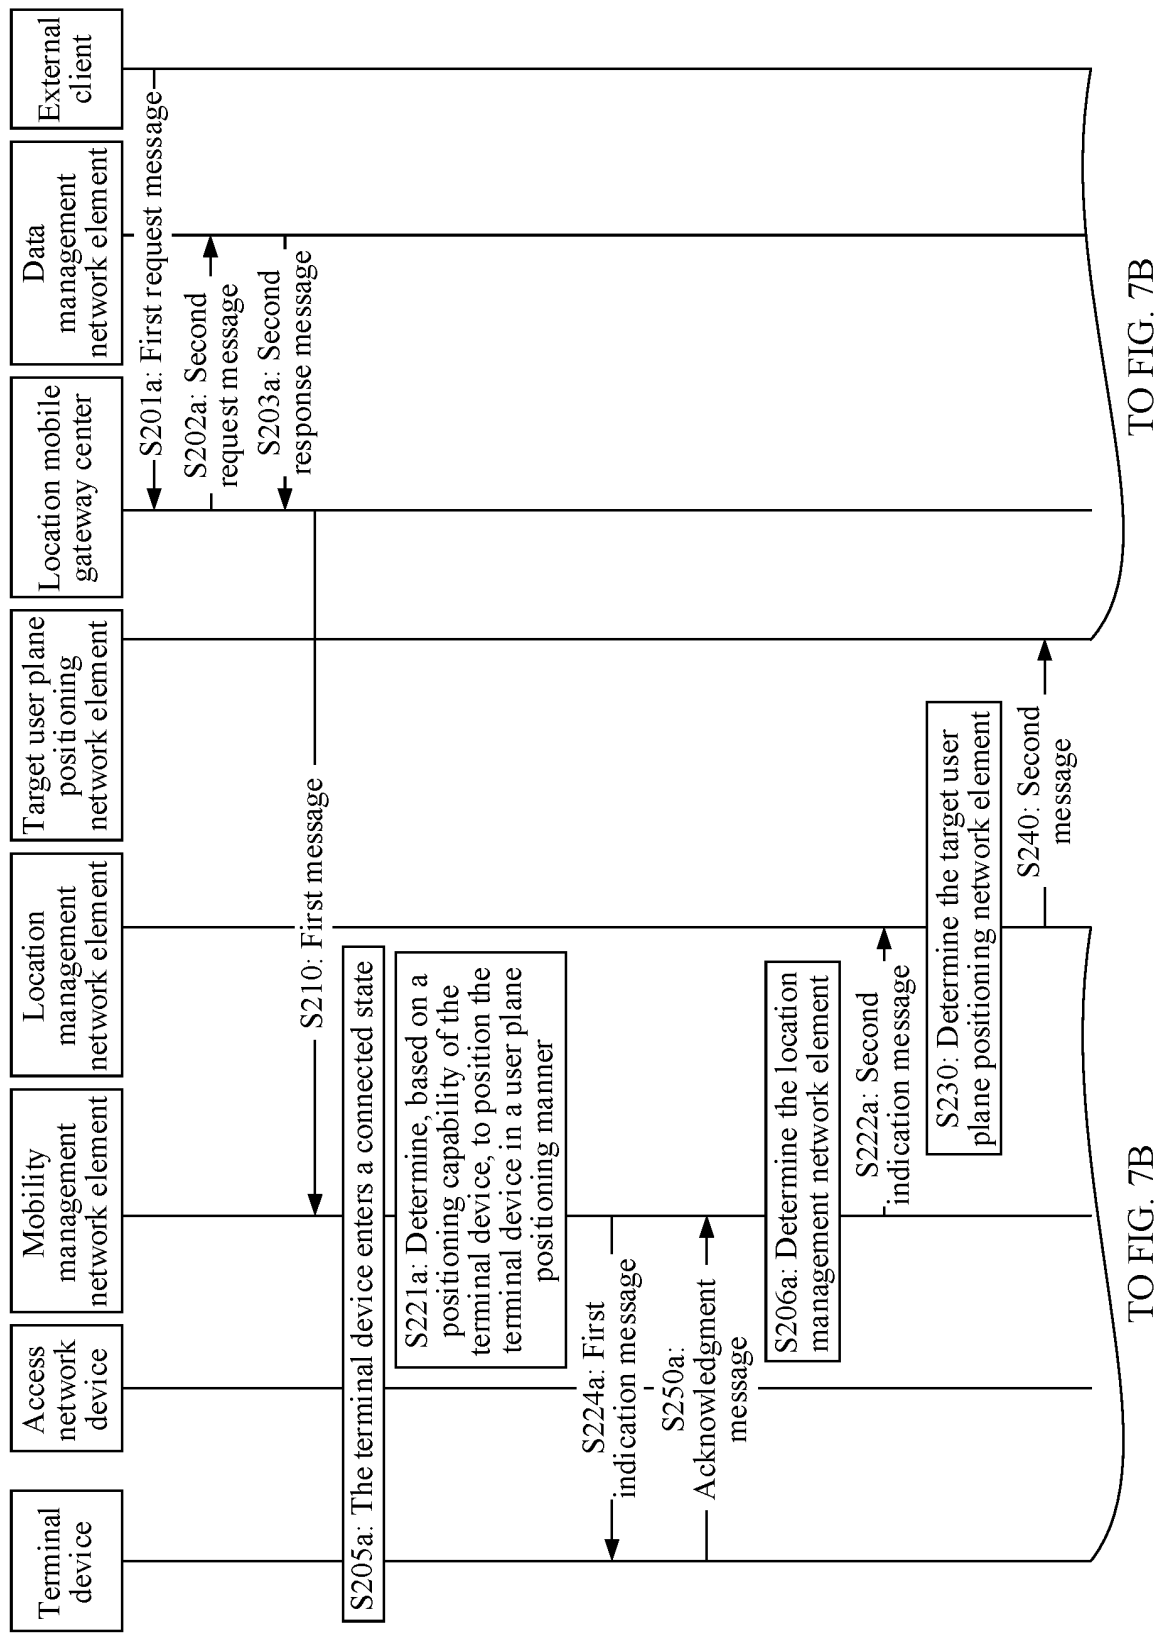 Terminal
device
Access
network
device
Mobility
management
network element
Location
management
network element
Target user plane
positioning
network element
Location mobile
gateway center
Data
management
network element
External
client
S201a: First request message
S202a: Second
request message
S203a: Second
response message
S210: First message
S205a: The terminal device enters a connected state
S221a: Determine, based on a
positioning capability of the
terminal device, to position the
terminal device in a user plane
positioning manner
S224a: First
indication message
S250a:
Acknowledgment
message
S206a: Determine the location
management network element
S222a: Second
indication message
S230: Determine the target user
plane positioning network element
S240: Second
message
TO FIG. 7B
TO FIG. 7B